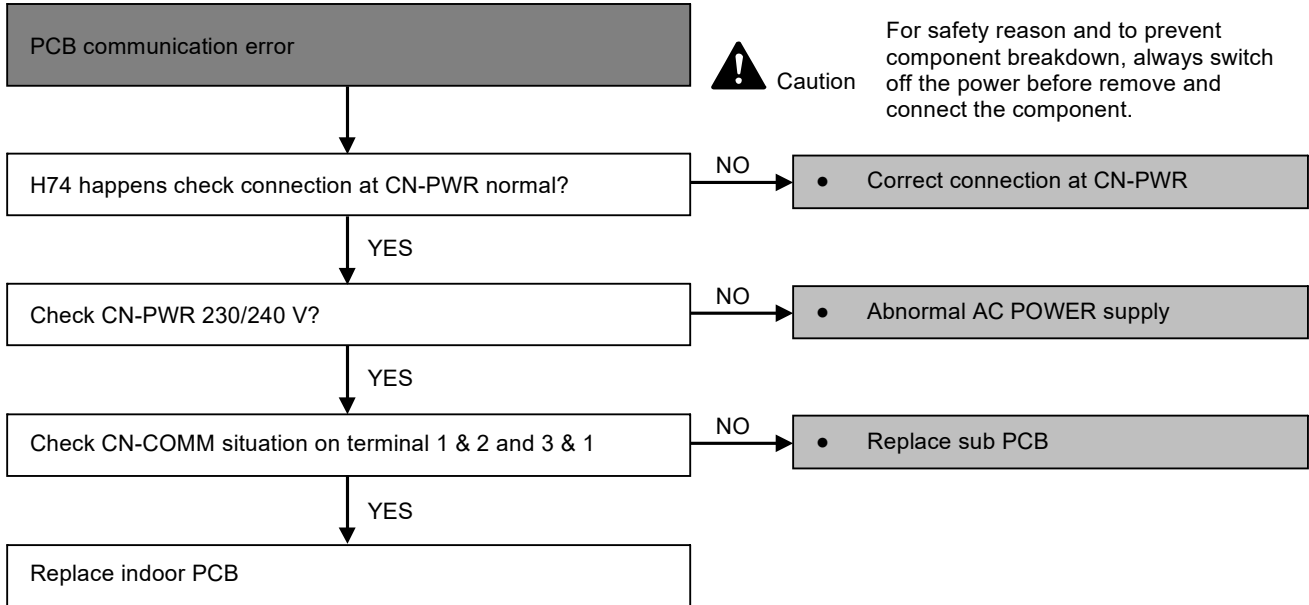 PCB communication error
Caution
For safety reason and to prevent
component breakdown, always switch
off the power before remove and
connect the component.
H74 happens check connection at CN-PWR normal?
NO
● Correct connection at CN-PWR
YES
Check CN-PWR 230/240 V?
NO
● Abnormal AC POWER supply
YES
Check CN-COMM situation on terminal 1 & 2 and 3 & 1
NO
● Replace sub PCB
YES
Replace indoor PCB